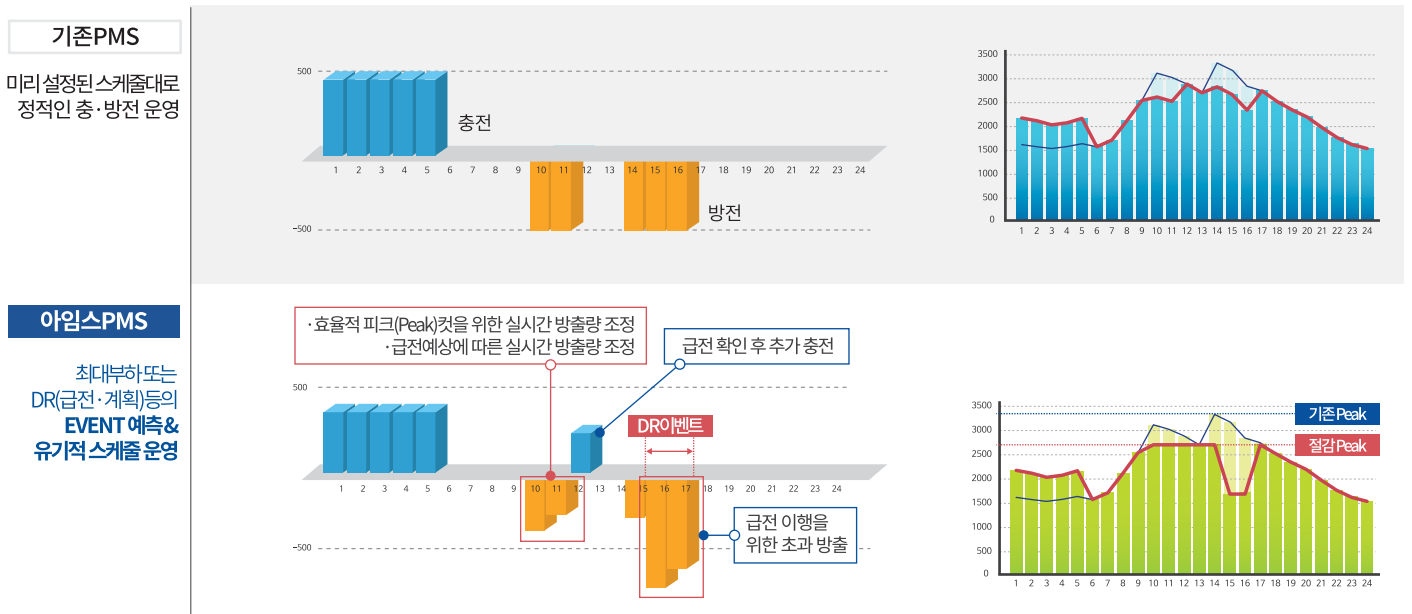 기존PMS
미리 설정된 스케줄대로
정적인 충·방전 운영
500
충전
1 2 3 4 5 6 7 8 9 10 11 12 13 14 15 16 17 18 19 20 21 22 23 24
방전
-500
3500
3000
2500
2000
1500
1000
500
0
1 2 3 4 5 6 7 8 9 10 11 12 13 14 15 16 17 18 19 20 21 22 23 24
아임스PMS
최대부하 또는
DR(급전·계획)등의
EVENT 예측&
유기적 스케줄 운영
·효율적 피크(Peak)컷을 위한 실시간 방출량 조정
·급전예상에 따른 실시간 방출량 조정
급전 확인 후 추가 충전
500
DR이벤트
1 2 3 4 5 6 7 8 9 10 11 12 13 14 15 16 17 18 19 20 21 22 23 24
급전 이행을
위한 초과 방출
-500
3500
3000
2500
2000
1500
1000
500
0
기존 Peak
절감 Peak
1 2 3 4 5 6 7 8 9 10 11 12 13 14 15 16 17 18 19 20 21 22 23 24